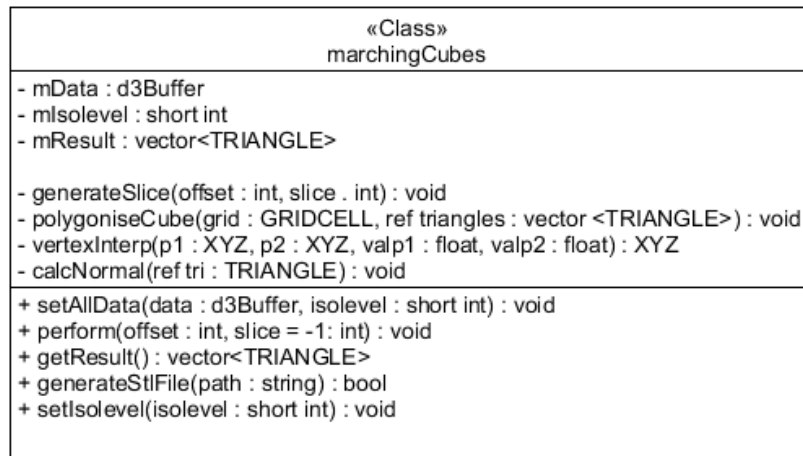 «Class»
marchingCubes
- mData : d3Buffer
- mIsolevel : short int
- mResult : vector<TRIANGLE>
- generateSlice(offset : int, slice . int) : void
- polygoniseCube(grid : GRIDCELL, ref triangles : vector <TRIANGLE>) : void
- vertexInterp(p1 : XYZ, p2 : XYZ, valp1 : float, valp2 : float) : XYZ
- calcNormal(ref tri : TRIANGLE) : void
+ setAllData(data : d3Buffer, isolevel : short int) : void
+ perform(offset : int, slice = -1: int) : void
+ getResult() : vector<TRIANGLE>
+ generateStlFile(path : string) : bool
+ setIsolevel(isolevel : short int) : void